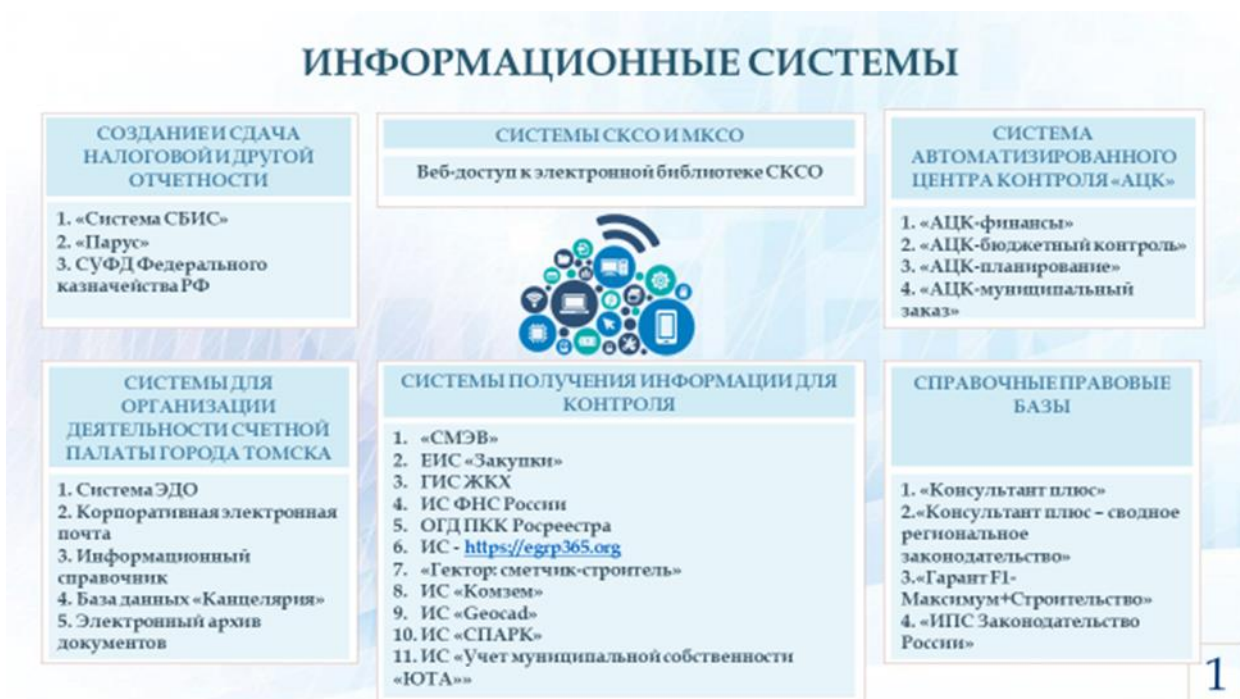 ИНФОРМАЦИОННЫЕ СИСТЕМЫ
СОЗДАНИЕ И СДАЧА
НАЛОГОВОЙ И ДРУГОЙ
ОТЧЕТНОСТИ
1. «Система СБИС»
2. «Парус»
3. СУФД Федерального
казначейства РФ
СИСТЕМЫ СКСО И МКСО
Веб-доступ к электронной библиотеке СКСО
СИСТЕМА
АВТОМАТИЗИРОВАННОГО
ЦЕНТРА КОНТРОЛЯ «АЦК»
1. «АЦК-финансы»
2. «АЦК-бюджетный контроль»
3. «АЦК-планирование»
4. «АЦК-муниципальный
заказ»
СИСТЕМЫ ДЛЯ
ОРГАНИЗАЦИИ
ДЕЯТЕЛЬНОСТИ СЧЕТНОЙ
ПАЛАТЫ ГОРОДА ТОМСКА
1. Система ЭДО
2. Корпоративная электронная
почта
3. Информационный
справочник
4. База данных «Канцелярия»
5. Электронный архив
документов
СИСТЕМЫ ПОЛУЧЕНИЯ ИНФОРМАЦИИ ДЛЯ
КОНТРОЛЯ
1. «СМЭВ»
2. ЕИС «Закупки»
3. ГИС ЖКХ
4. ИС ФНС России
5. ОГД ПКК Росреестра
6. ИС - https://egrp365.org
7. «Гектор: сметчик-строитель»
8. ИС «Комзем»
9. ИС «Geocad»
10. ИС «СПАРК»
11. ИС «Учет муниципальной собственности
«ЮТА»»
СПРАВОЧНЫЕ ПРАВОВЫЕ
БАЗЫ
1. «Консультант плюс»
2.«Консультант плюс – сводное
региональное
законодательство»
3.«Гарант F1-
Максимум+Строительство»
4. «ИПС Законодательство
России»
1